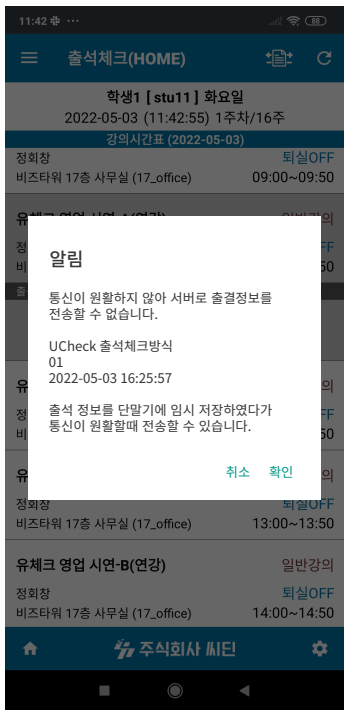 11:42
88
출석체크(HOME)
학생1 [ stu11 ] 화요일
2022-05-03 (11:42:55) 1주차/16주
강의시간표 (2022-05-03)
정회창 퇴실OFF
비즈타워 17층 사무실 (17_office) 09:00~09:50
알림
통신이 원활하지 않아 서버로 출결정보를
전송할 수 없습니다.
UCheck 출석체크방식
01
2022-05-03 16:25:57
출석 정보를 단말기에 임시 저장하였다가
통신이 원활할때 전송할 수 있습니다.
취소 확인
정회창 퇴실OFF
비즈타워 17층 사무실 (17_office) 13:00~13:50
유체크 영업 시연-B(연강) 일반강의
정회창 퇴실OFF
비즈타워 17층 사무실 (17_office) 14:00~14:50
주식회사 씨틴